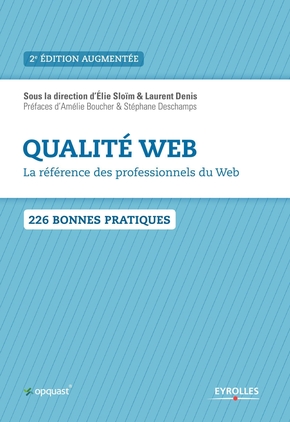 2e ÉDITION AUGMENTÉE
Sous la direction d'Élie Sloïm & Laurent Denis
Préfaces d'Amélie Boucher & Stéphane Deschamps
QUALITÉ WEB
La référence des professionnels du Web
226 BONNES PRATIQUES
opquast
EYROLLES